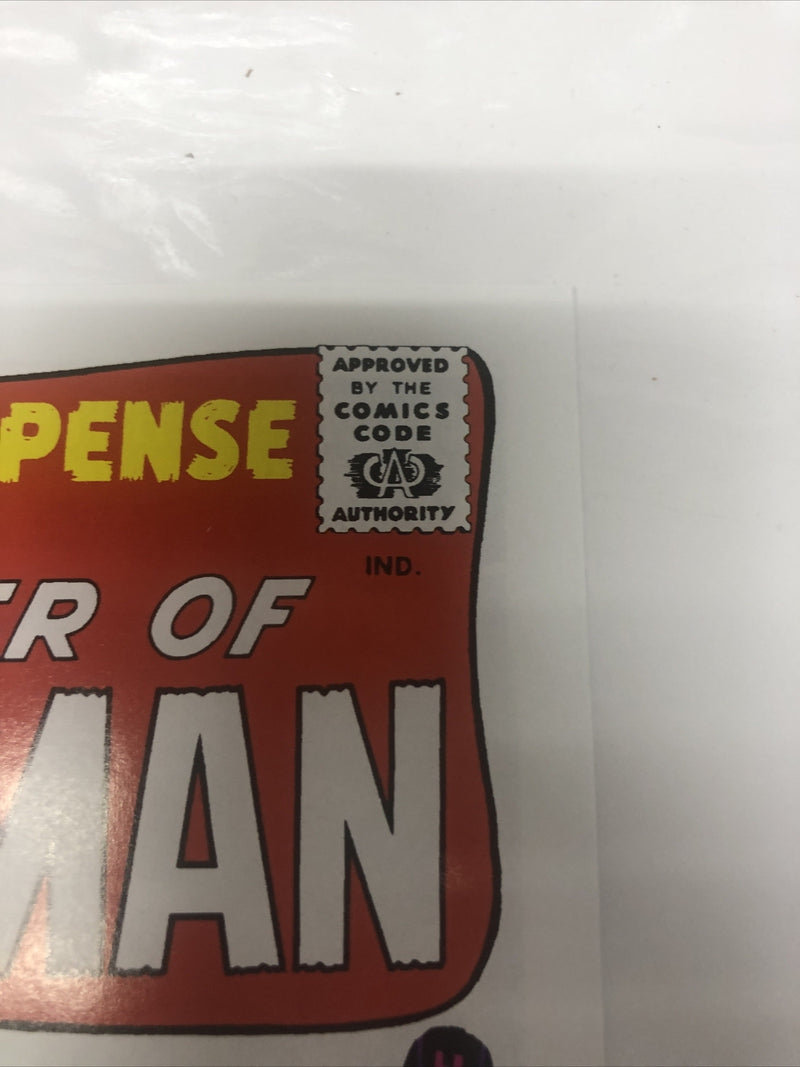 PENSE
APPROVED
BY THE
COMICS
CODE
CA
AUTHORITY
IND.
ER OF
MAN